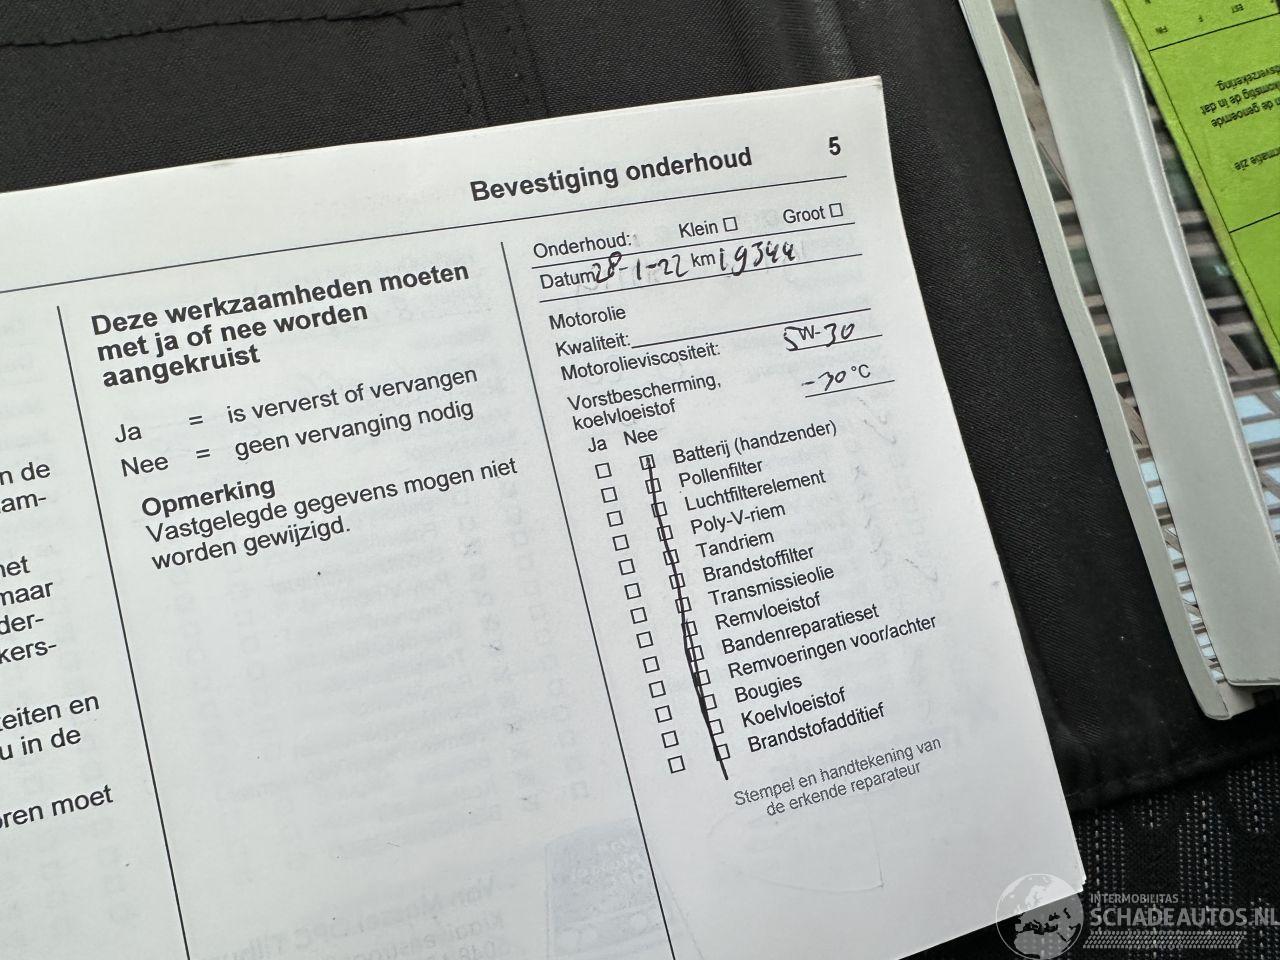 5
Bevestiging onderhoud
n de
am-
net
maar
der-
kers-
teiten en
u in de
oren moet
Deze werkzaamheden moeten
met ja of nee worden
aangekruist
Ja = is ververst of vervangen
Nee = geen vervanging nodig
Opmerking
Vastgelegde gegevens mogen niet
worden gewijzigd.
Onderhoud: Klein Groot
Datum 28-1-22 km 19344
Motorolie
Kwaliteit:
Motorolieviscositeit: 5W-30
Vorstbescherming,
koelvloeistof -30 °C
Ja Nee
Batterij (handzender)
Pollenfilter
Luchtfilterelement
Poly-V-riem
Tandriem
Brandstoffilter
Transmissieolie
Remvloeistof
Bandenreparatieset
Remvoeringen voor/achter
Bougies
Koelvloeistof
Brandstofadditief
Stempel en handtekening van
de erkende reparateur
INTERMOBILITAS
SCHADEAUTOS.NL